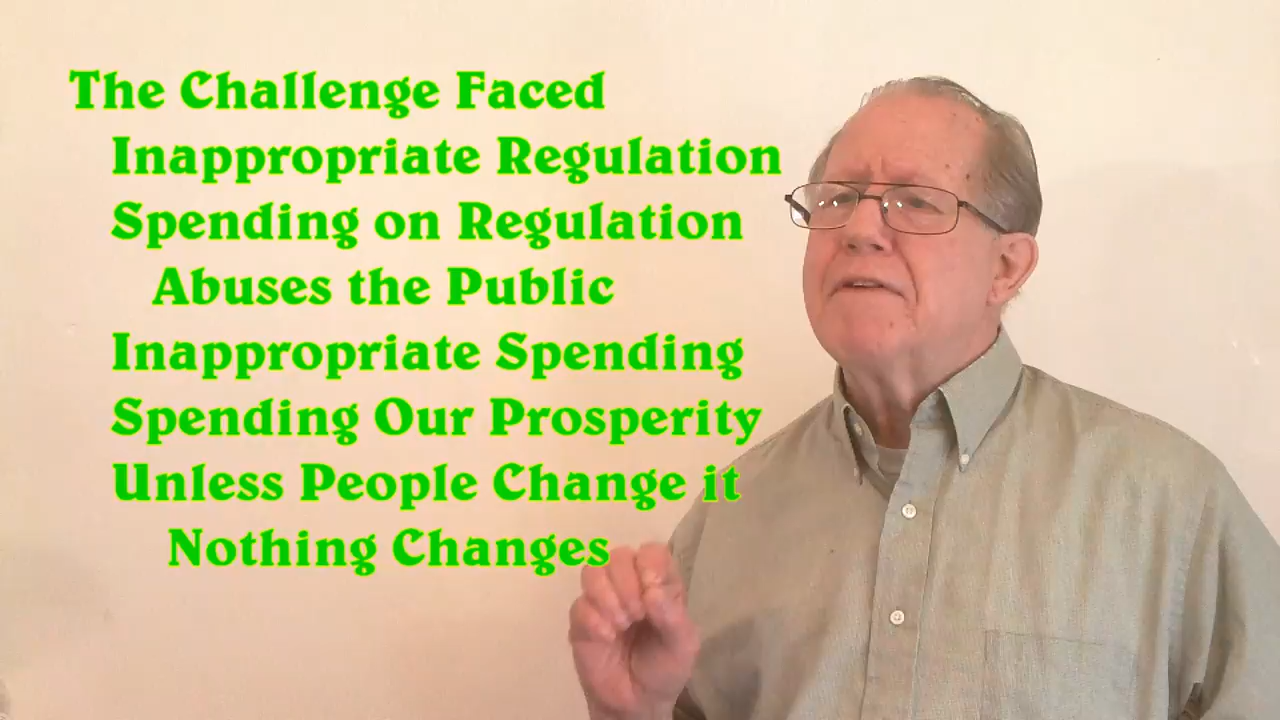 The Challenge Faced
Inappropriate Regulation
Spending on Regulation
Abuses the Public
Inappropriate Spending
Spending Our Prosperity
Unless People Change it
Nothing Changes